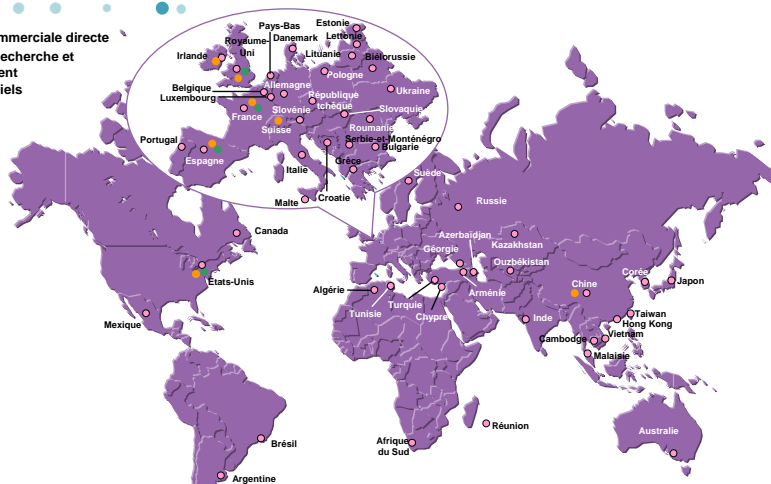 mmerciale directe
echerche et
ent
iels
Pays-Bas
Estonie
Royaume-
Uni
Danemark
Lettonie
Irlande
Lituanie
Biélorussie
Pologne
Belgique
Allemagne
Ukraine
Luxembourg
République
tchèque
Slovaquie
France
Slovénie
Suisse
Roumanie
Serbie-et-Monténégro
Bulgarie
Portugal
Espagne
Grèce
Italie
Malte
Croatie
Suède
Russie
Canada
Azerbaïdjan
Géorgie
Kazakhstan
Ouzbékistan
États-Unis
Corée
Chine
Japon
Algérie
Arménie
Turquie
Tunisie
Chypre
Mexique
Inde
Taiwan
Hong Kong
Vietnam
Cambodge
Malaisie
Réunion
Australie
Brésil
Afrique
du Sud
Argentine